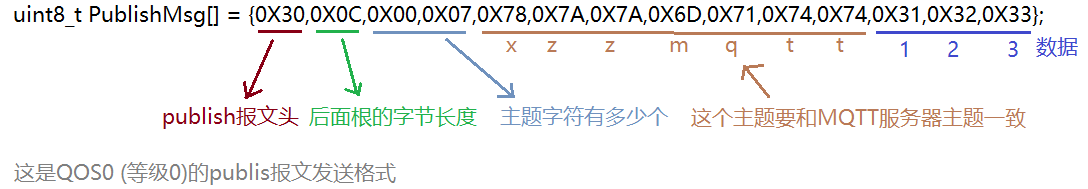 uint8_t PublishMsg[] = {0X30,0X0C,0X00,0X07,0X78,0X7A,0X7A,0X6D,0X71,0X74,0X74,0X31,0X32,0X33};
x z z m q t t 1 2 3 数据
publish报文头 后面根的字节长度 主题字符有多少个 这个主题要和MQTT服务器主题一致
这是QOS0 (等级0)的publis报文发送格式